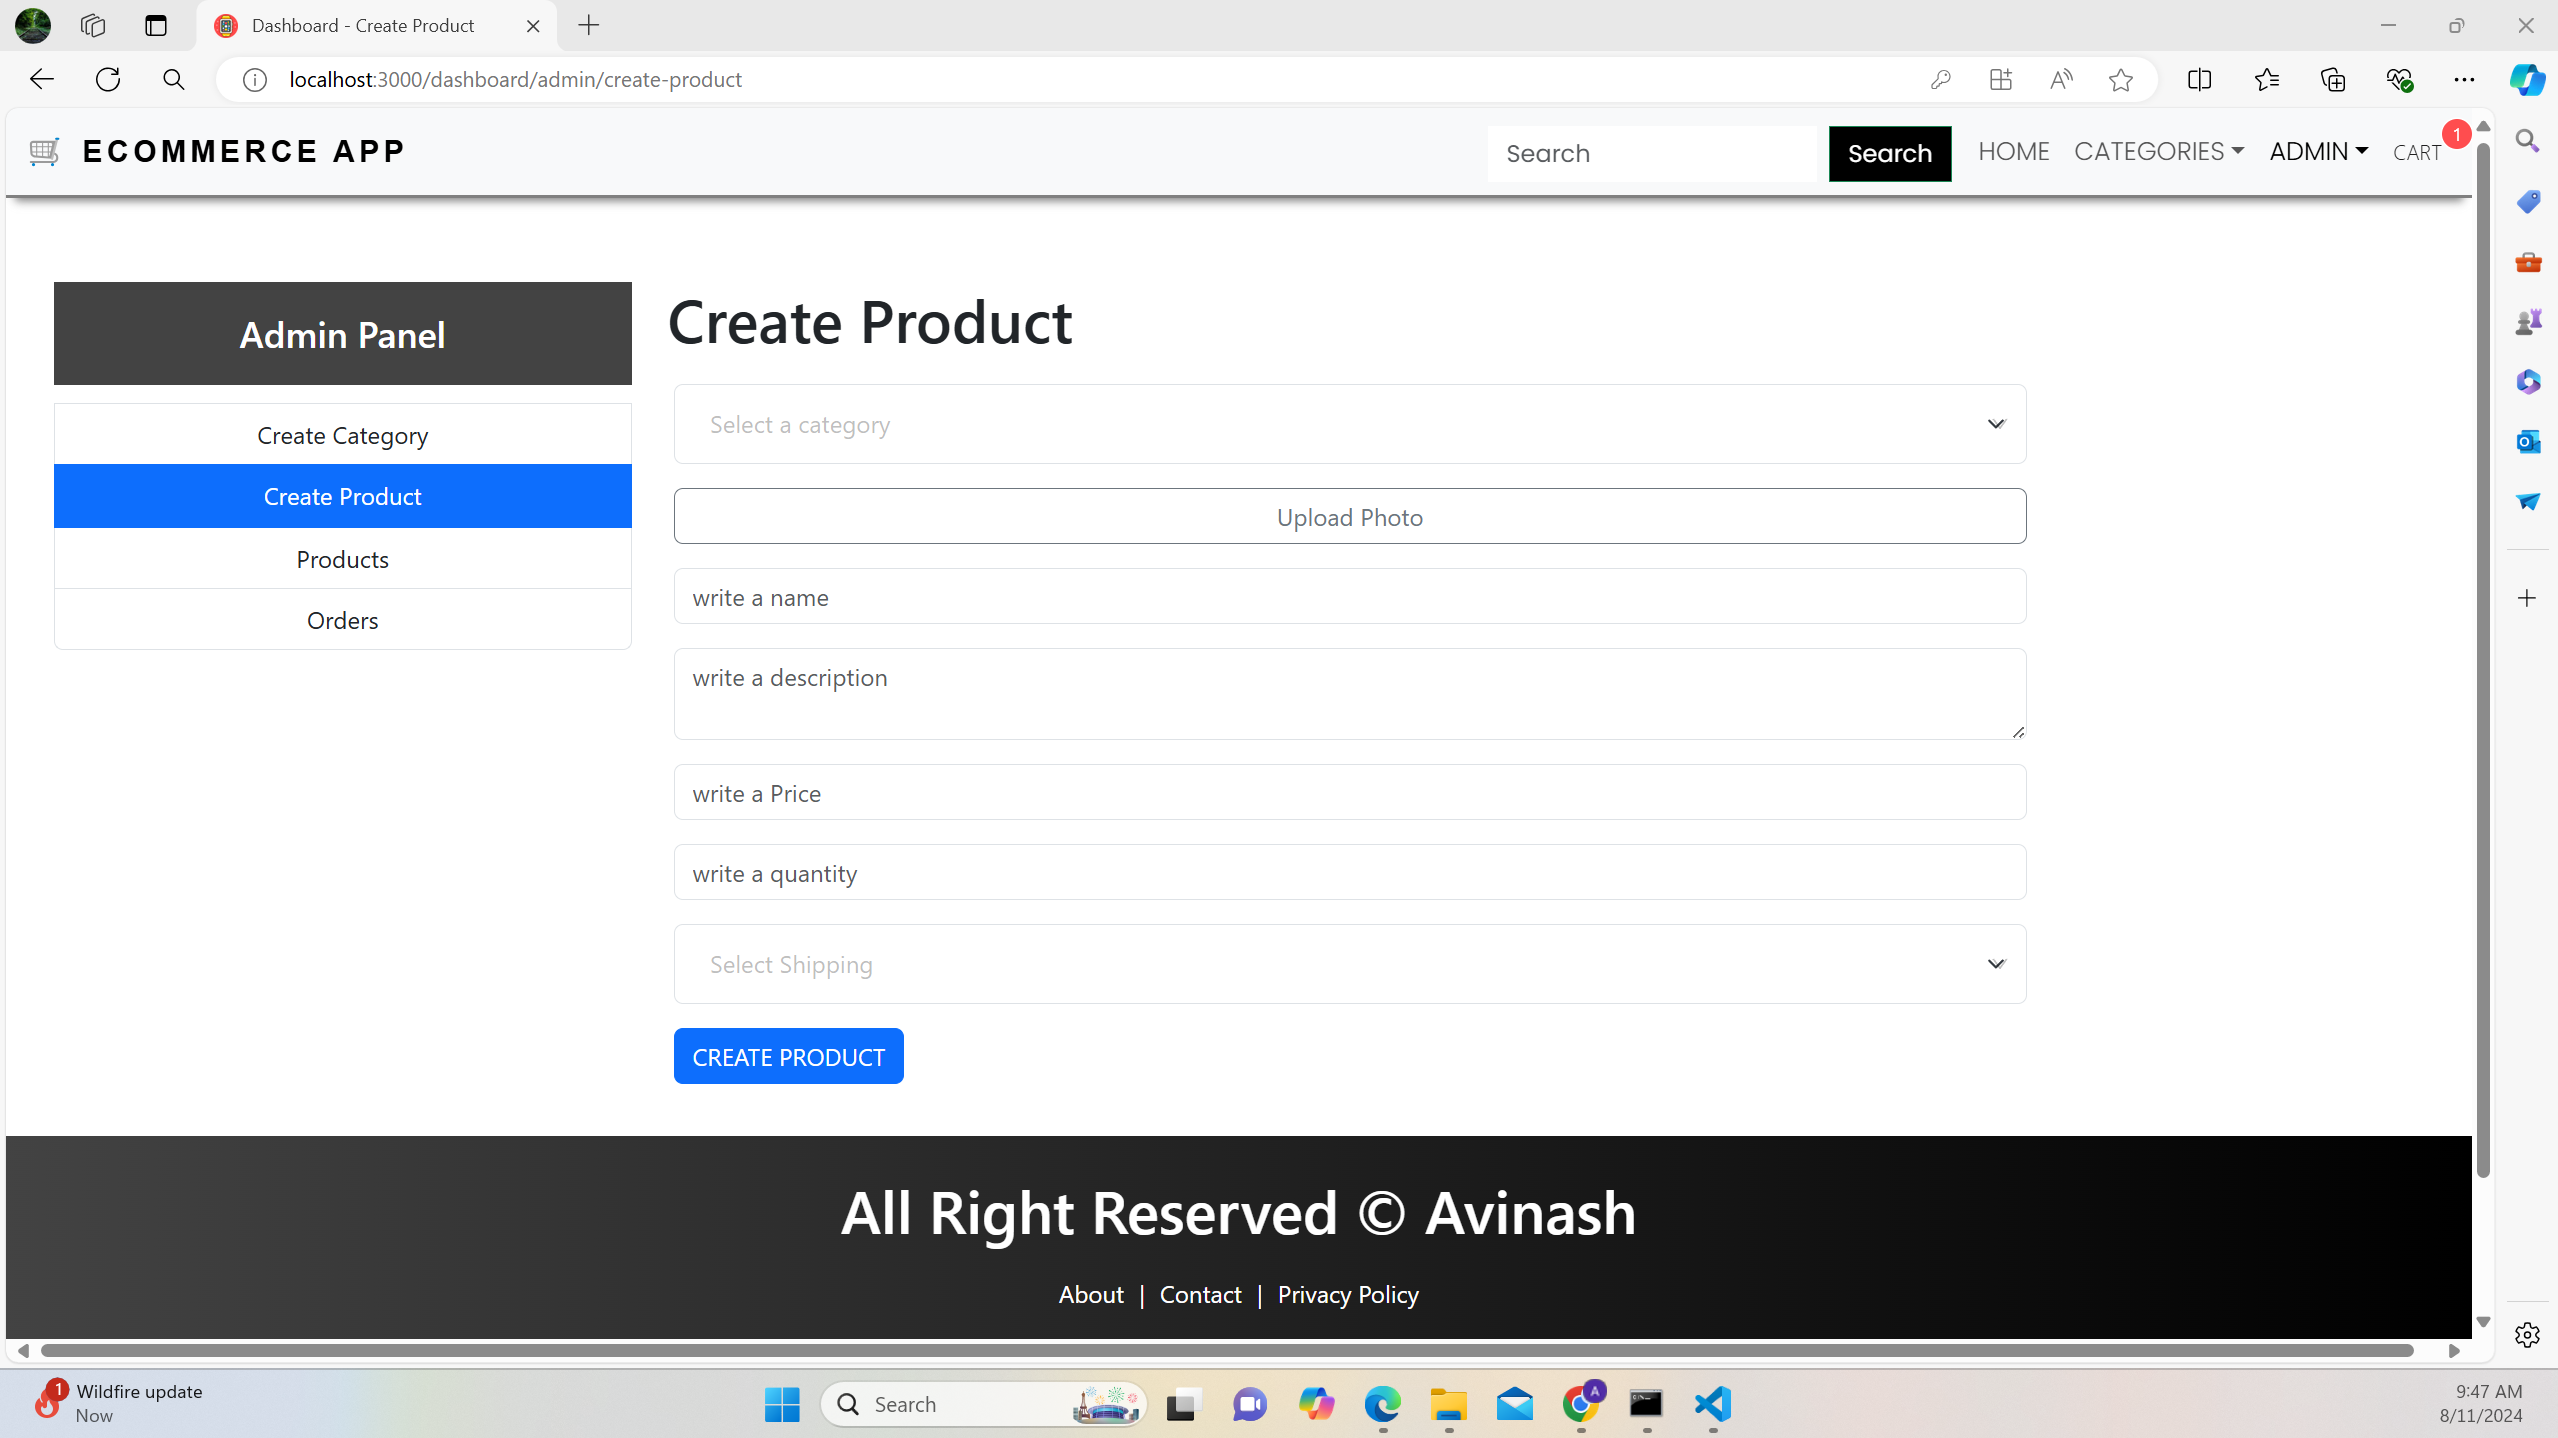 Dashboard - Create Product
localhost:3000/dashboard/admin/create-product
ECOMMERCE APP
Search
Search
HOME
CATEGORIES
ADMIN
CART
1
Admin Panel
Create Category
Create Product
Products
Orders
Create Product
Select a category
Upload Photo
write a name
write a description
write a Price
write a quantity
Select Shipping
CREATE PRODUCT
All Right Reserved © Avinash
About | Contact | Privacy Policy
1
Wildfire update
Now
Search
A
9:47 AM
8/11/2024